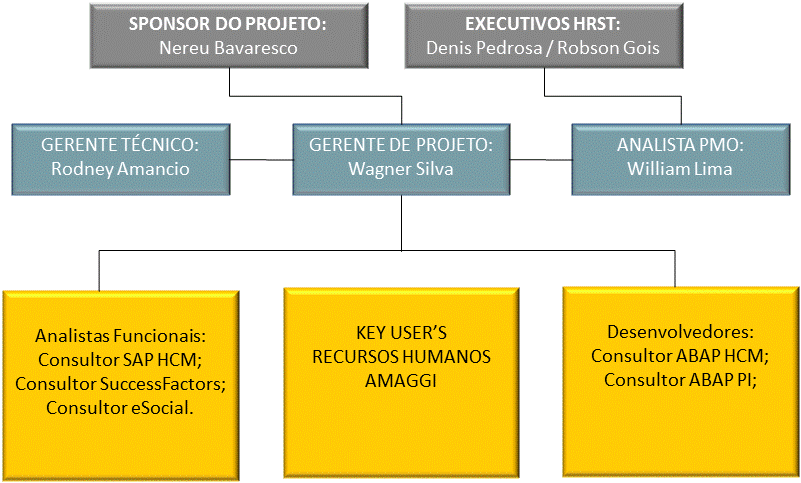 SPONSOR DO PROJETO:
Nereu Bavaresco
EXECUTIVOS HRST:
Denis Pedrosa / Robson Gois
GERENTE TÉCNICO:
Rodney Amancio
GERENTE DE PROJETO:
Wagner Silva
ANALISTA PMO:
William Lima
Analistas Funcionais:
Consultor SAP HCM;
Consultor SuccessFactors;
Consultor eSocial.
KEY USER’S
RECURSOS HUMANOS
AMAGGI
Desenvolvedores:
Consultor ABAP HCM;
Consultor ABAP PI;